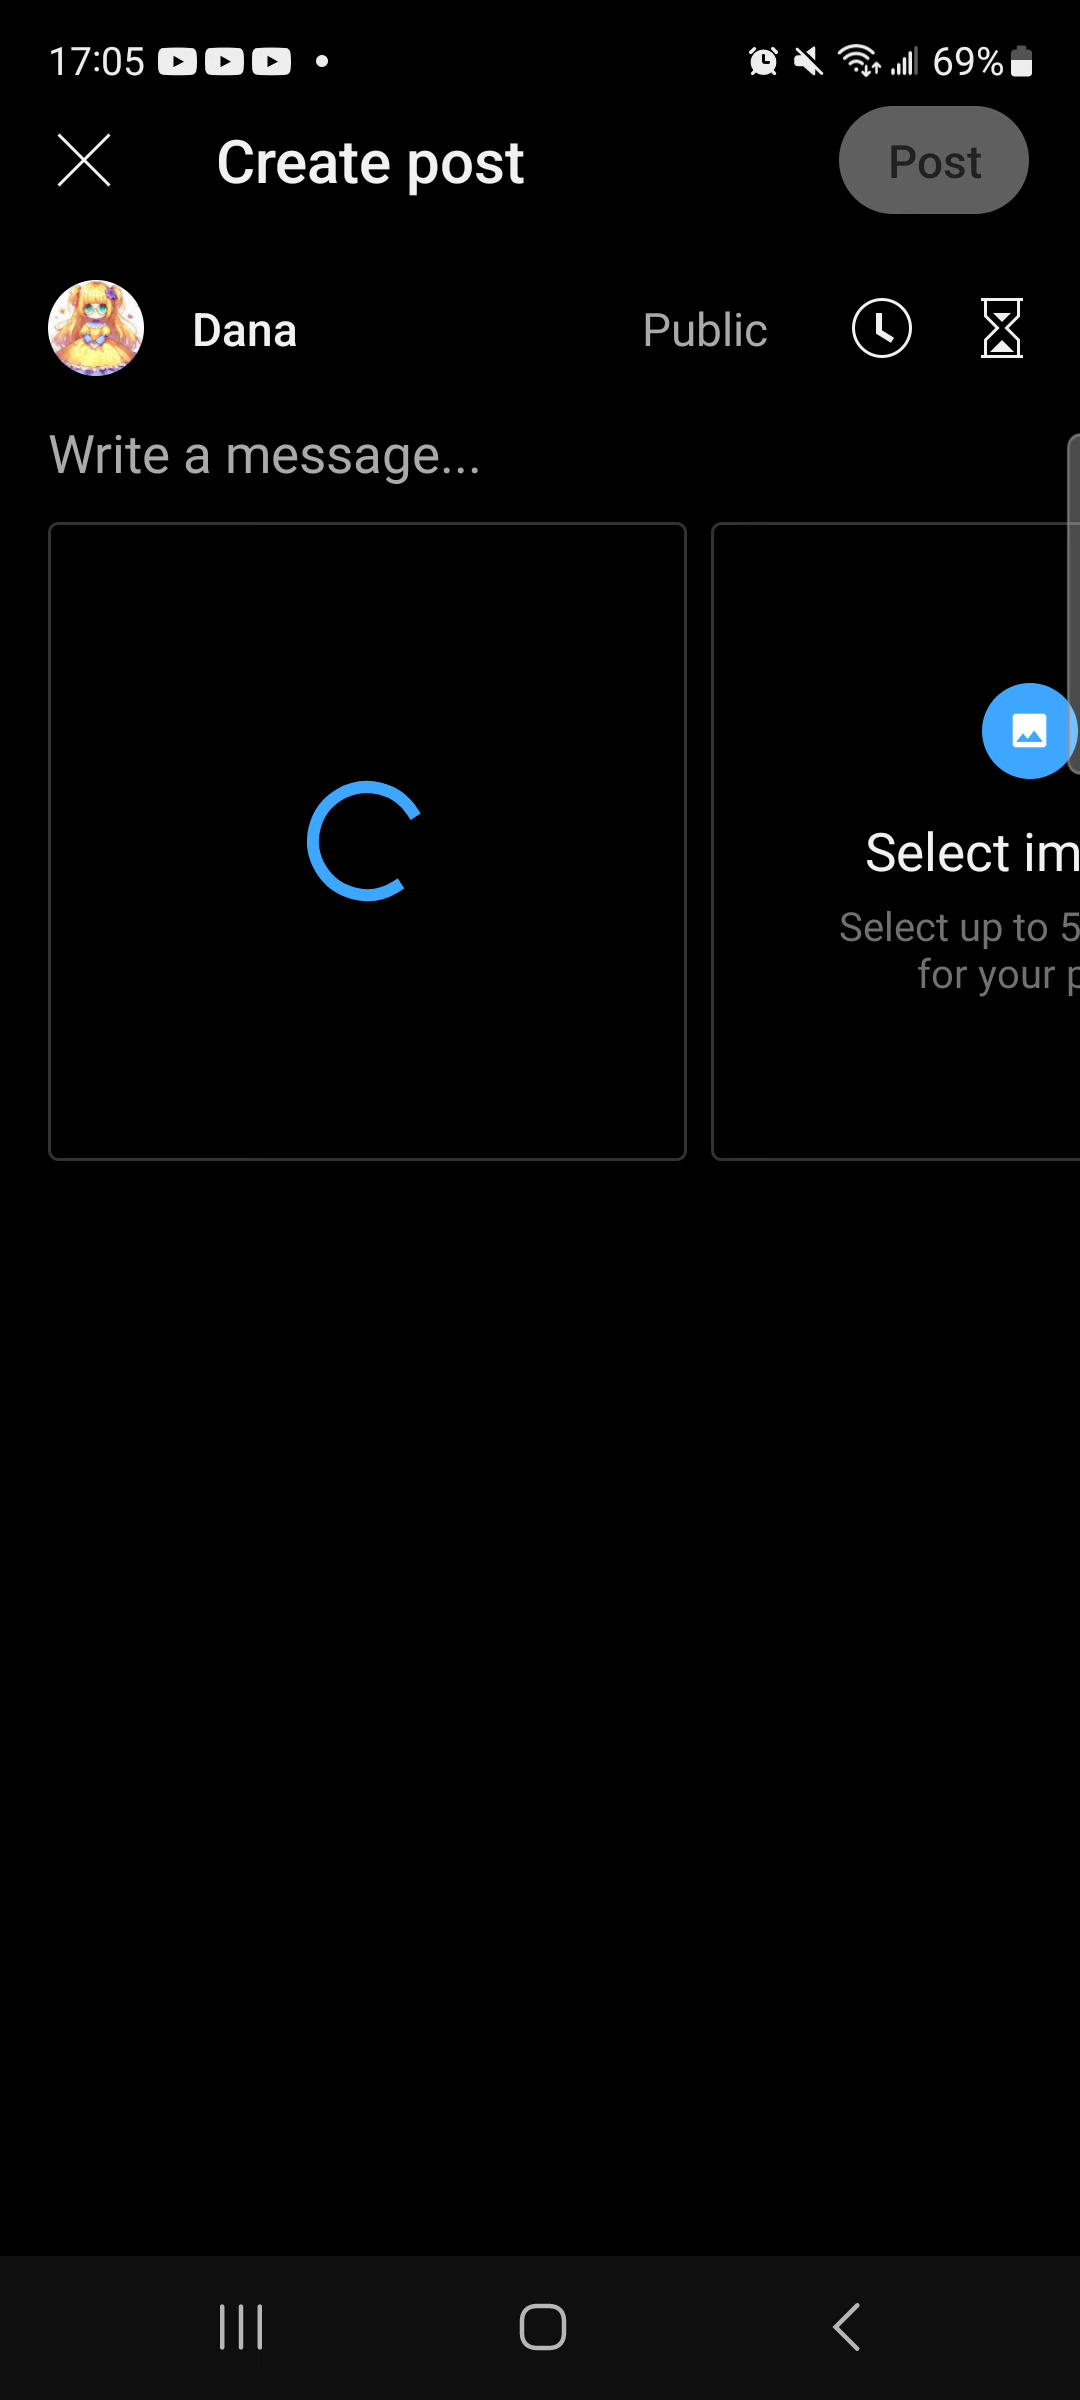 17:05
69%
Create post
Post
Dana
Public
Write a message...
Select im
Select up to 5
for your p